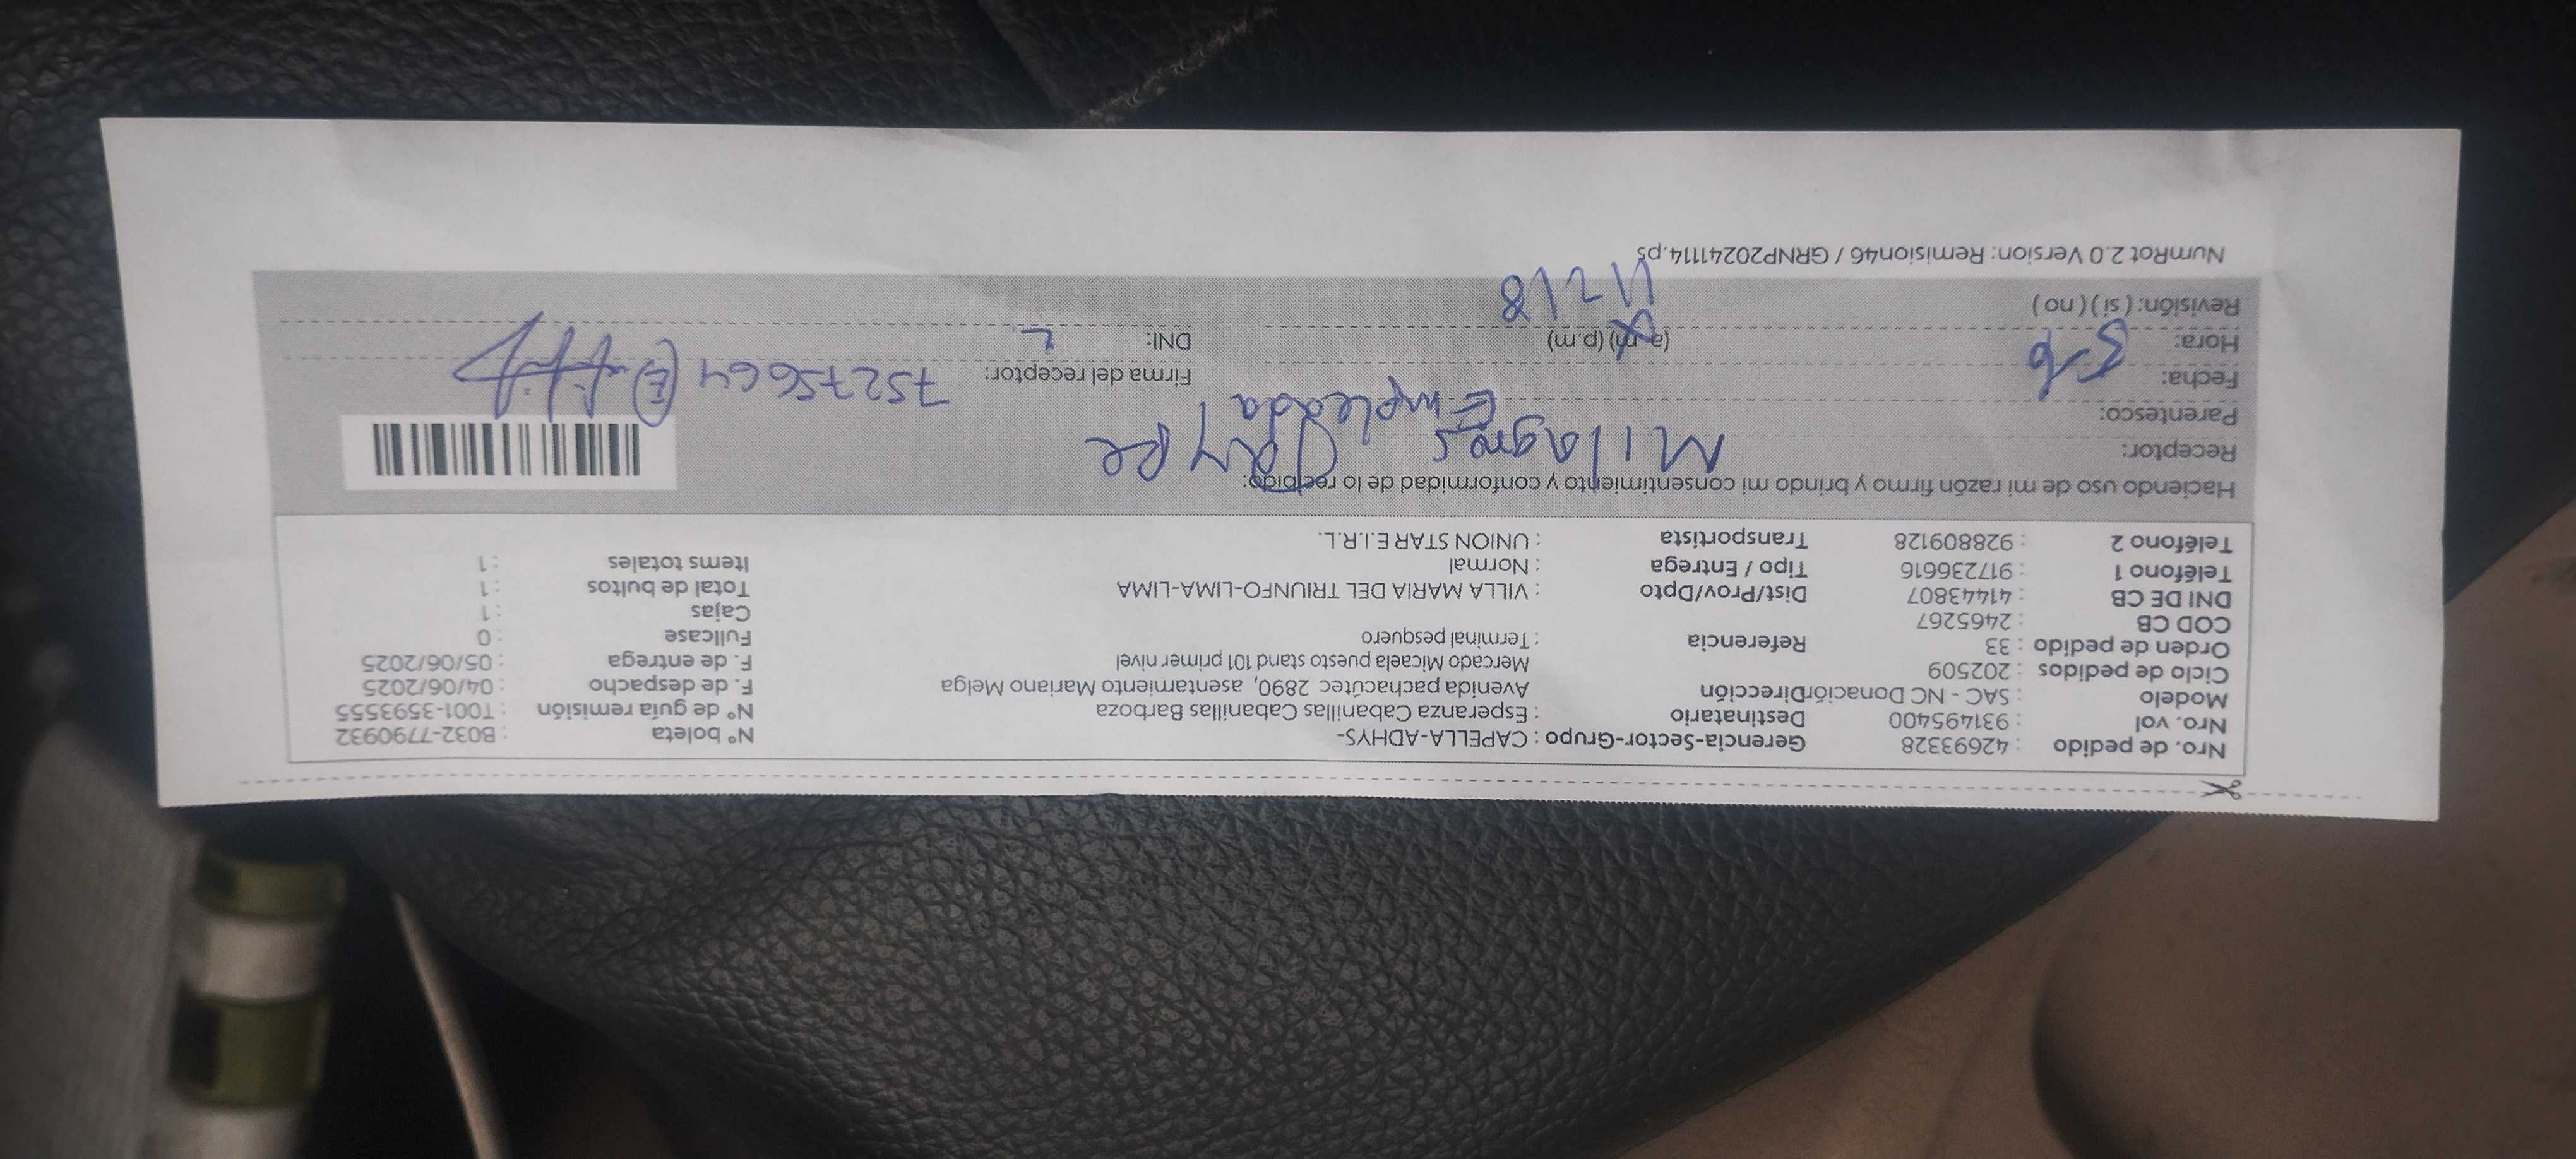 Nro. de pedido : 42693328 Gerencia-Sector-Grupo : CAPELLA-ADHYS- N° boleta : B032-7790932
Nro. vol : 931495400 Destinatario : Esperanza Cabanillas Cabanillas Barboza N° de guía remisión : T001-3593555
Modelo : SAC - NC Donación Dirección Avenida pachacútec 2890, asentamiento Mariano Melga F. de despacho : 04/06/2025
Ciclo de pedidos : 202509 Mercado Micaela puesto stand 101 primer nivel F. de entrega : 05/06/2025
Orden de pedido : 33 Referencia : Terminal pesquero Fullcase : 0
COD CB : 2465267 Cajas : 1
DNI DE CB : 41443807 Dist/Prov/Dpto : VILLA MARIA DEL TRIUNFO-LIMA-LIMA Total de bultos : 1
Teléfono 1 : 917236616 Tipo / Entrega : Normal Items totales : 1
Teléfono 2 : 928809128 Transportista : UNION STAR E.I.R.L.
Haciendo uso de mi razón firmo y brindo mi consentimiento y conformidad de lo recibido:
Receptor: Milagros
Parentesco: Empleada
Fecha: 5-6 Firma del receptor: 75275664
Hora: (a.m) (p.m) DNI:
Revisión: ( si ) ( no )
NumRot 2.0 Version: Remision46 / GRNP20241114.ps